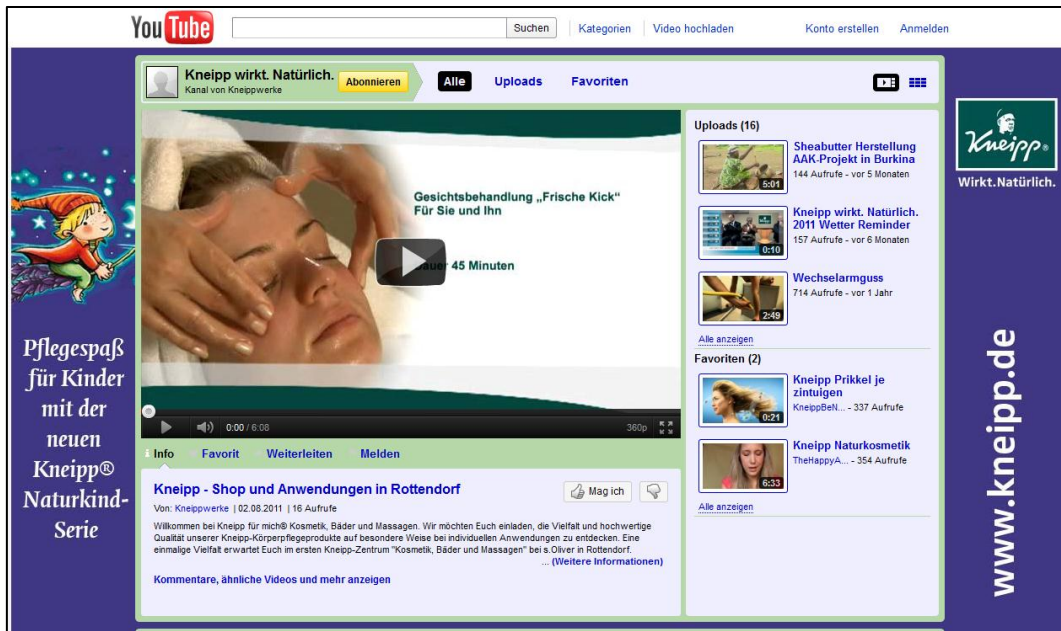 YouTube
Suchen
Kategorien
Video hochladen
Konto erstellen
Anmelden
Kneipp wirkt. Natürlich.
Kanal von Kneippwerke
Abonnieren
Alle
Uploads
Favoriten
Gesichtsbehandlung „Frische Kick“
Für Sie und Ihn
45 Minuten
0:00 / 6:08
360p
Info
Favorit
Weiterleiten
Melden
Kneipp - Shop und Anwendungen in Rottendorf
Mag ich
Von: Kneippwerke | 02.08.2011 | 16 Aufrufe
Willkommen bei Kneipp für mich® Kosmetik, Bäder und Massagen. Wir möchten Euch einladen, die Vielfalt und hochwertige
Qualität unserer Kneipp-Körperpflegeprodukte auf besondere Weise bei individuellen Anwendungen zu entdecken. Eine
einmalige Vielfalt erwartet Euch im ersten Kneipp-Zentrum "Kosmetik, Bäder und Massagen" bei s.Oliver in Rottendorf.
... (Weitere Informationen)
Kommentare, ähnliche Videos und mehr anzeigen
Uploads (16)
Sheabutter Herstellung
AAK-Projekt in Burkina
144 Aufrufe - vor 5 Monaten
5:01
Kneipp wirkt. Natürlich.
2011 Wetter Reminder
157 Aufrufe - vor 6 Monaten
0:10
Wechselarmguss
714 Aufrufe - vor 1 Jahr
2:49
Alle anzeigen
Favoriten (2)
Kneipp Prikkel je
zintuigen
KneippBeN... - 337 Aufrufe
0:21
Kneipp Naturkosmetik
TheHappyA... - 354 Aufrufe
6:33
Alle anzeigen
Pflegespaß
für Kinder
mit der
neuen
Kneipp®
Naturkind-
Serie
Kneipp®
Wirkt.Natürlich.
www.kneipp.de